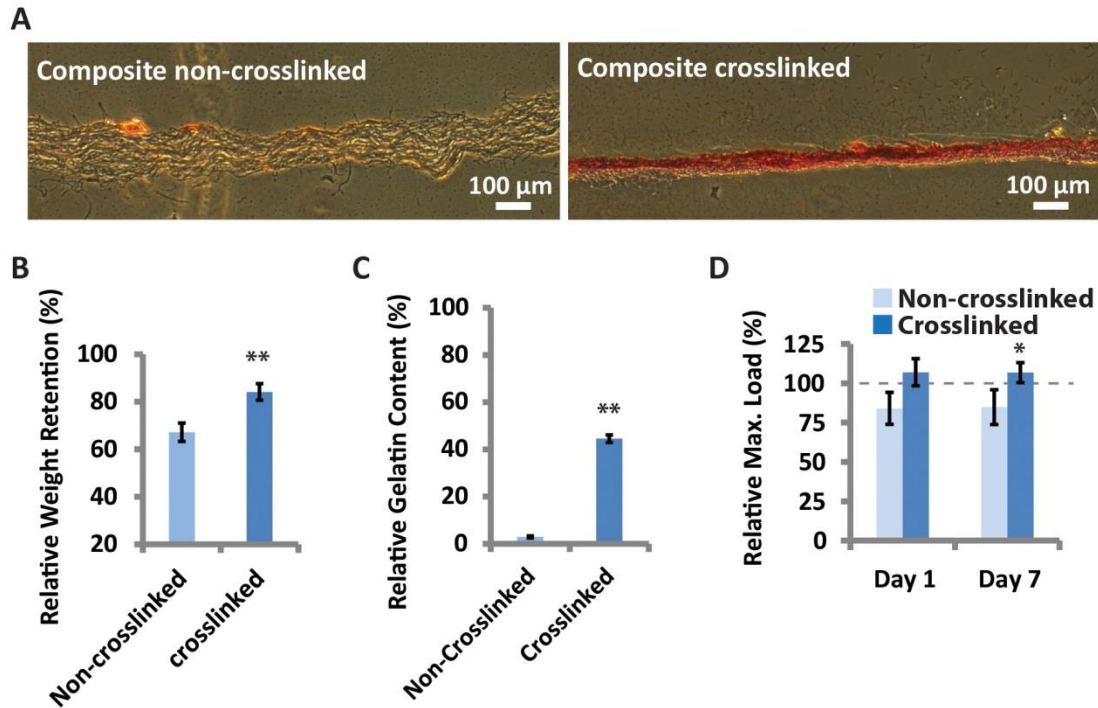 A
Composite non-crosslinked
100 µm
Composite crosslinked
100 µm
B
Relative Weight Retention (%)
100
80
60
40
20
Non-crosslinked
crosslinked
**
C
Relative Gelatin Content (%)
100
80
60
40
20
0
Non-Crosslinked
Crosslinked
**
D
Non-crosslinked
Crosslinked
Relative Max. Load (%)
125
100
75
50
25
0
*
Day 1
Day 7